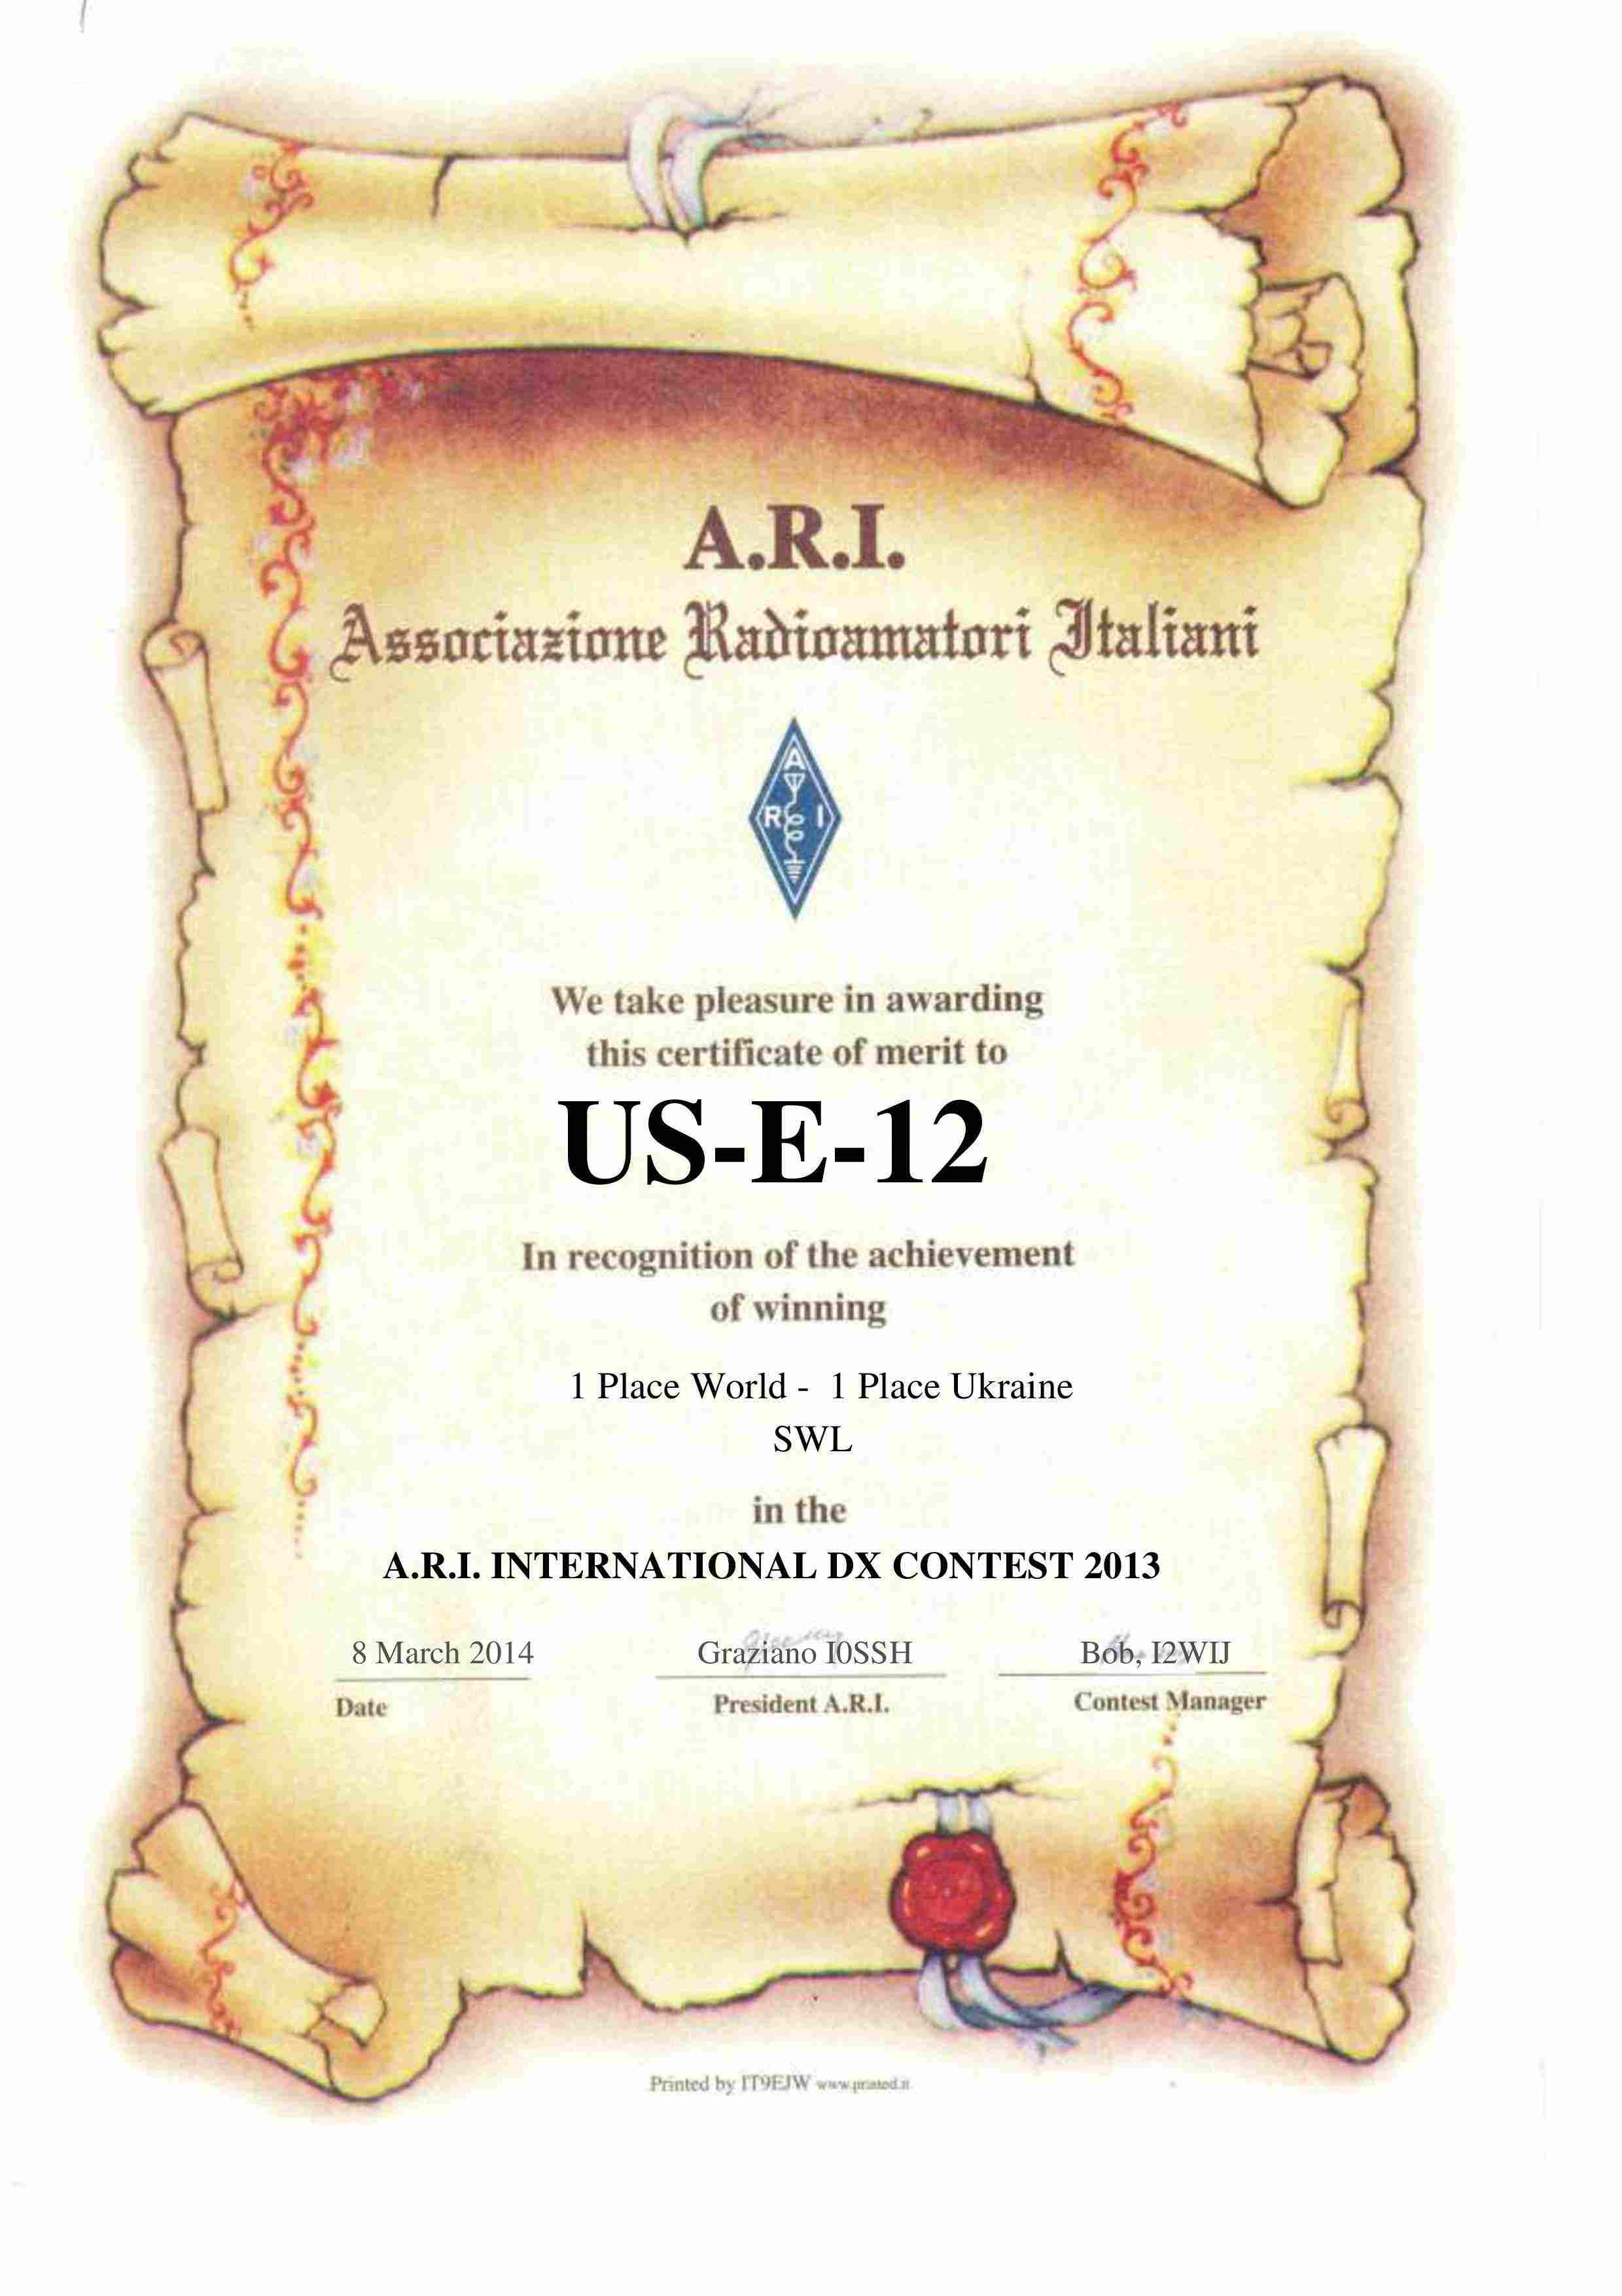 A.R.I.
Associazione Radioamatori Italiani
A
R I
We take pleasure in awarding
this certificate of merit to
US-E-12
In recognition of the achievement
of winning
1 Place World - 1 Place Ukraine
SWL
in the
A.R.I. INTERNATIONAL DX CONTEST 2013
8 March 2014 Graziano I0SSH Bob, I2WIJ
Date President A.R.I. Contest Manager
Printed by IT9EJW www.printed.it